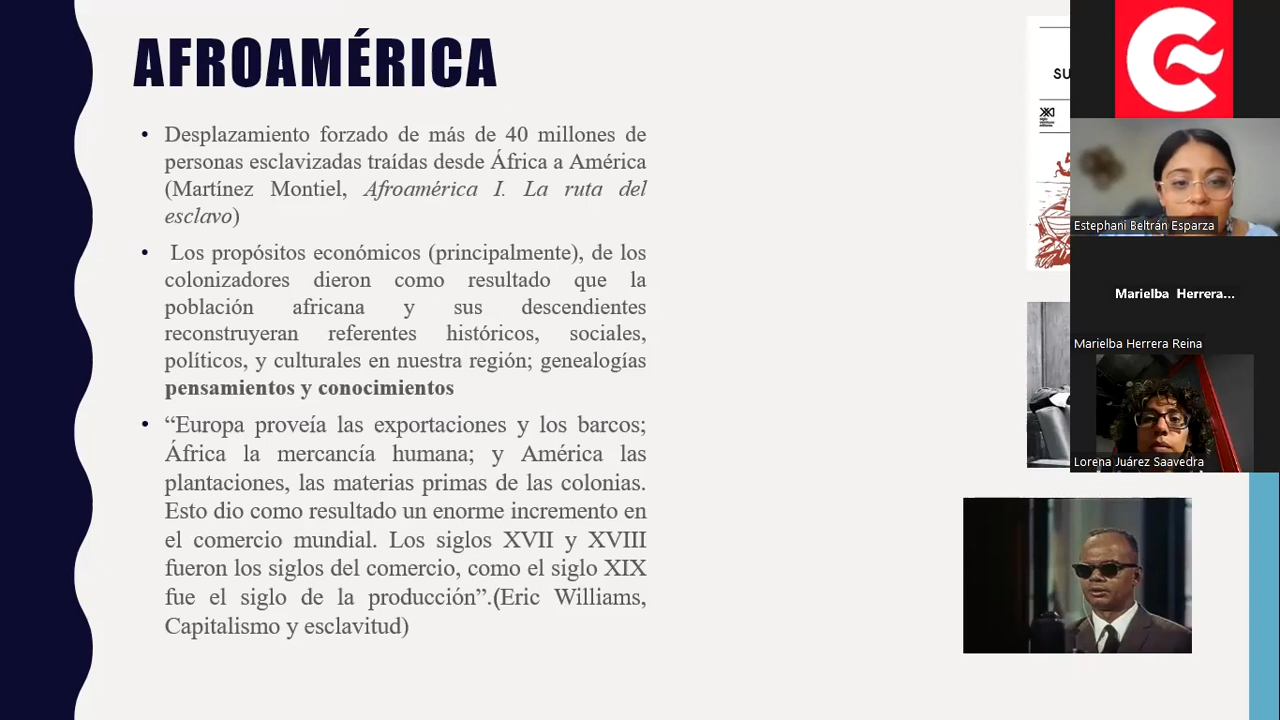 AFROAMÉRICA
• Desplazamiento forzado de más de 40 millones de
personas esclavizadas traídas desde África a América
(Martínez Montiel, Afroamérica I. La ruta del
esclavo)
• Los propósitos económicos (principalmente), de los
colonizadores dieron como resultado que la
población africana y sus descendientes
reconstruyeran referentes históricos, sociales,
políticos, y culturales en nuestra región; genealogías
pensamientos y conocimientos
• “Europa proveía las exportaciones y los barcos;
África la mercancía humana; y América las
plantaciones, las materias primas de las colonias.
Esto dio como resultado un enorme incremento en
el comercio mundial. Los siglos XVII y XVIII
fueron los siglos del comercio, como el siglo XIX
fue el siglo de la producción”.(Eric Williams,
Capitalismo y esclavitud)
SU
Estephani Beltrán Esparza
Marielba Herrera...
Marielba Herrera Reina
Lorena Juárez Saavedra